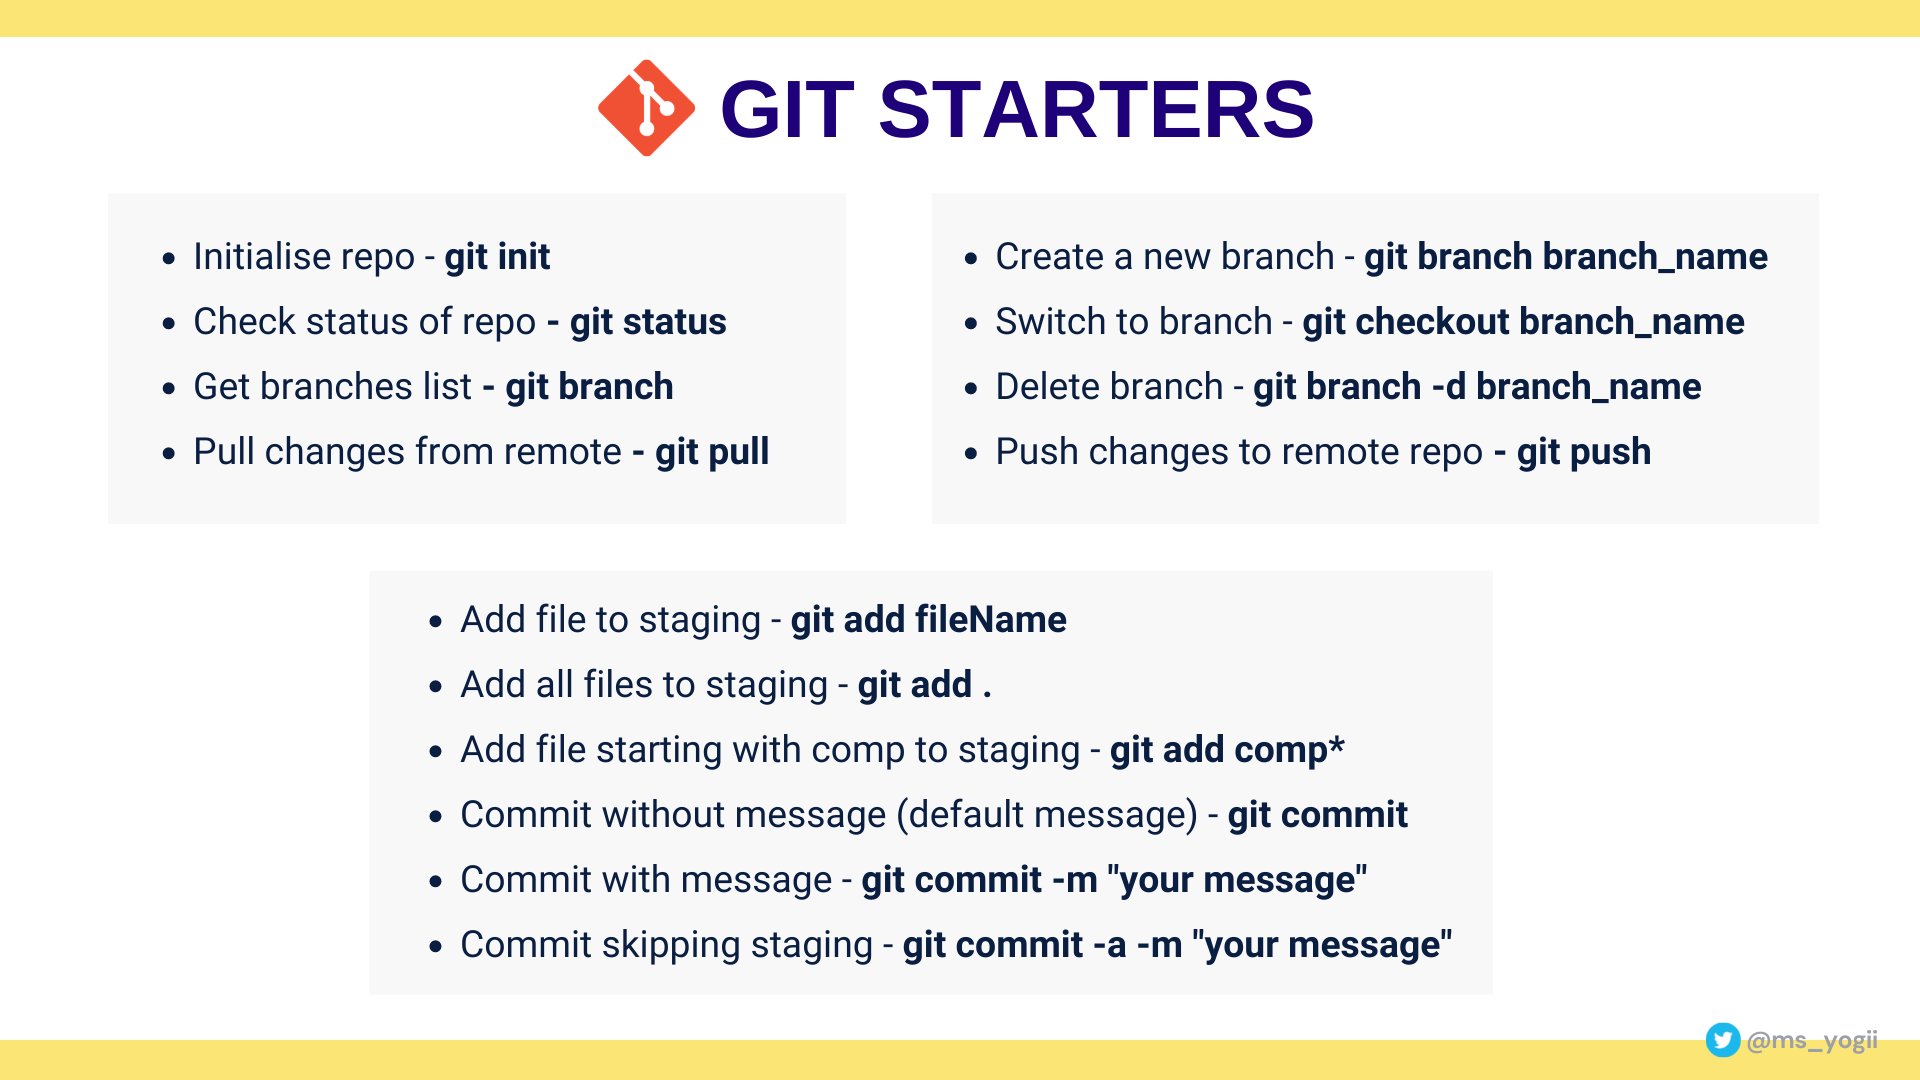 GIT STARTERS
• Initialise repo - git init
• Check status of repo - git status
• Get branches list - git branch
• Pull changes from remote - git pull
• Create a new branch - git branch branch_name
• Switch to branch - git checkout branch_name
• Delete branch - git branch -d branch_name
• Push changes to remote repo - git push
• Add file to staging - git add fileName
• Add all files to staging - git add .
• Add file starting with comp to staging - git add comp*
• Commit without message (default message) - git commit
• Commit with message - git commit -m "your message"
• Commit skipping staging - git commit -a -m "your message"
@ms_yogii